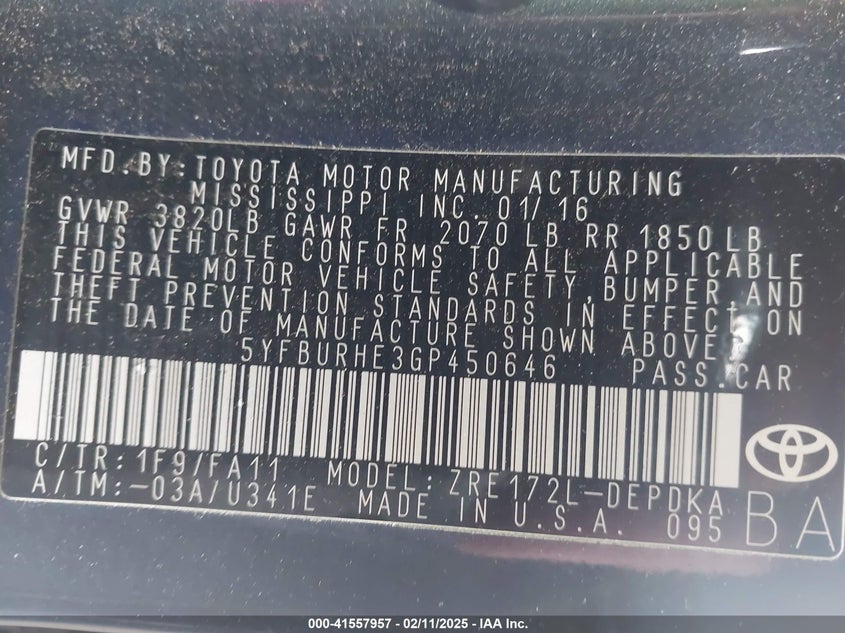 MFD. BY: TOYOTA MOTOR MANUFACTURING
MISSISSIPPI INC. 01/16
GVWR 3820LB GAWR FR 2070 LB RR 1850 LB
THIS VEHICLE CONFORMS TO ALL APPLICABLE
FEDERAL MOTOR VEHICLE SAFETY, BUMPER, AND
THEFT PREVENTION STANDARDS IN EFFECT ON
THE DATE OF MANUFACTURE SHOWN ABOVE.
5YFBURHE3GP450646 PASS. CAR
C/TR: 1F9/FA11 MODEL: ZRE172L-DEPDKA
A/TM: -03A/U341E MADE IN U.S.A. 095
BA
000-41557957 - 02/11/2025 - IAA Inc.